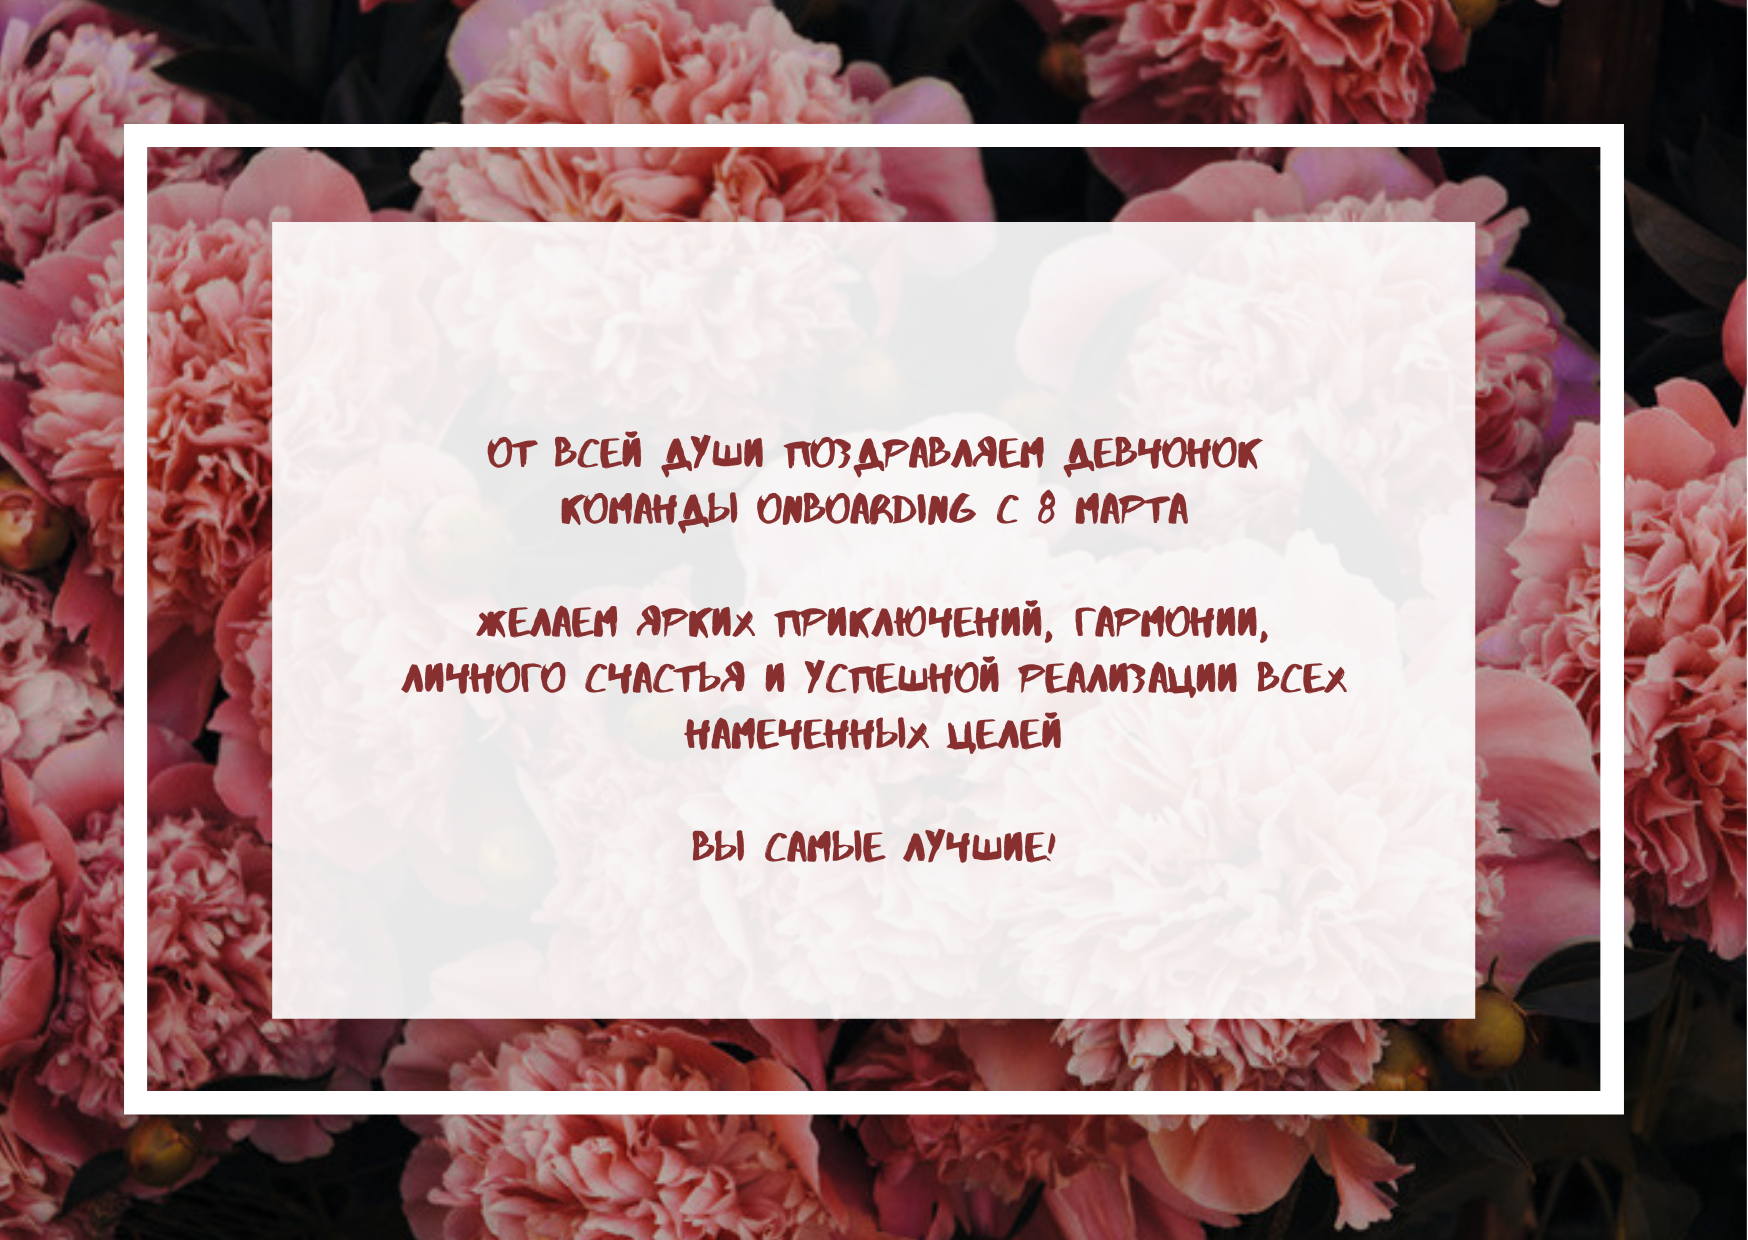 ОТ ВСЕЙ ДУШИ ПОЗДРАВЛЯЕМ ДЕВЧОНОК
КОМАНДЫ ONBOARDING С 8 МАРТА
ЖЕЛАЕМ ЯРКИХ ПРИКЛЮЧЕНИЙ, ГАРМОНИИ,
ЛИЧНОГО СЧАСТЬЯ И УСПЕШНОЙ РЕАЛИЗАЦИИ ВСЕХ
НАМЕЧЕННЫХ ЦЕЛЕЙ
ВЫ САМЫЕ ЛУЧШИЕ!